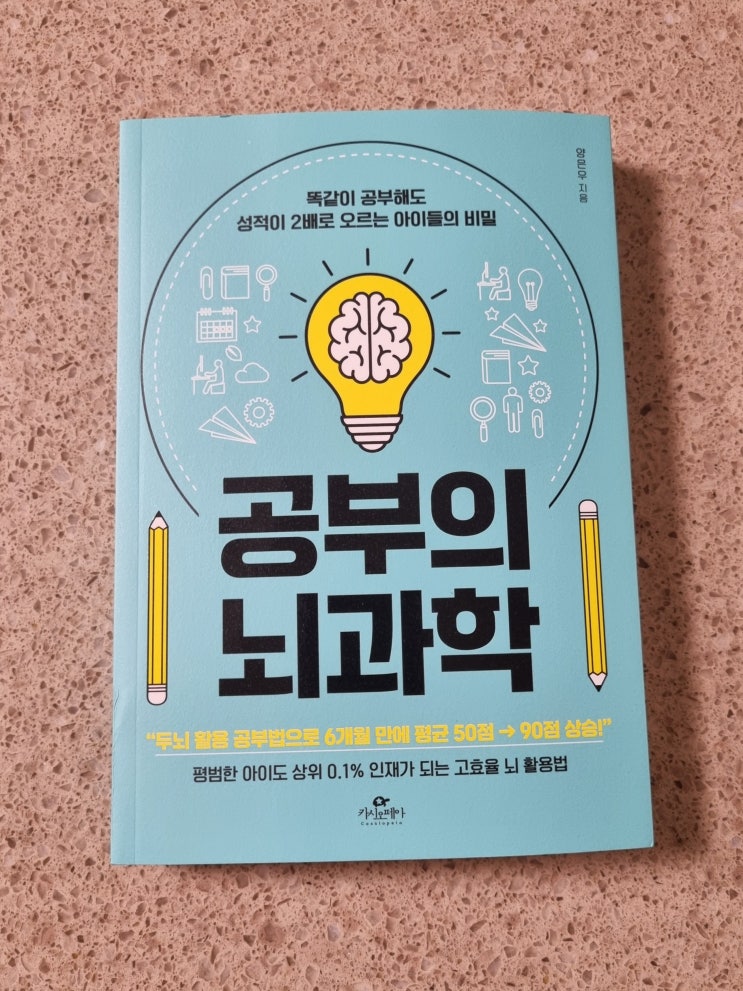 양은우 지음
똑같이 공부해도
성적이 2배로 오르는 아이들의 비밀
공부의
뇌과학
“두뇌 활용 공부법으로 6개월 만에 평균 50점 → 90점 상승!”
평범한 아이도 상위 0.1% 인재가 되는 고효율 뇌 활용법
카시오페아
Cassiopeia